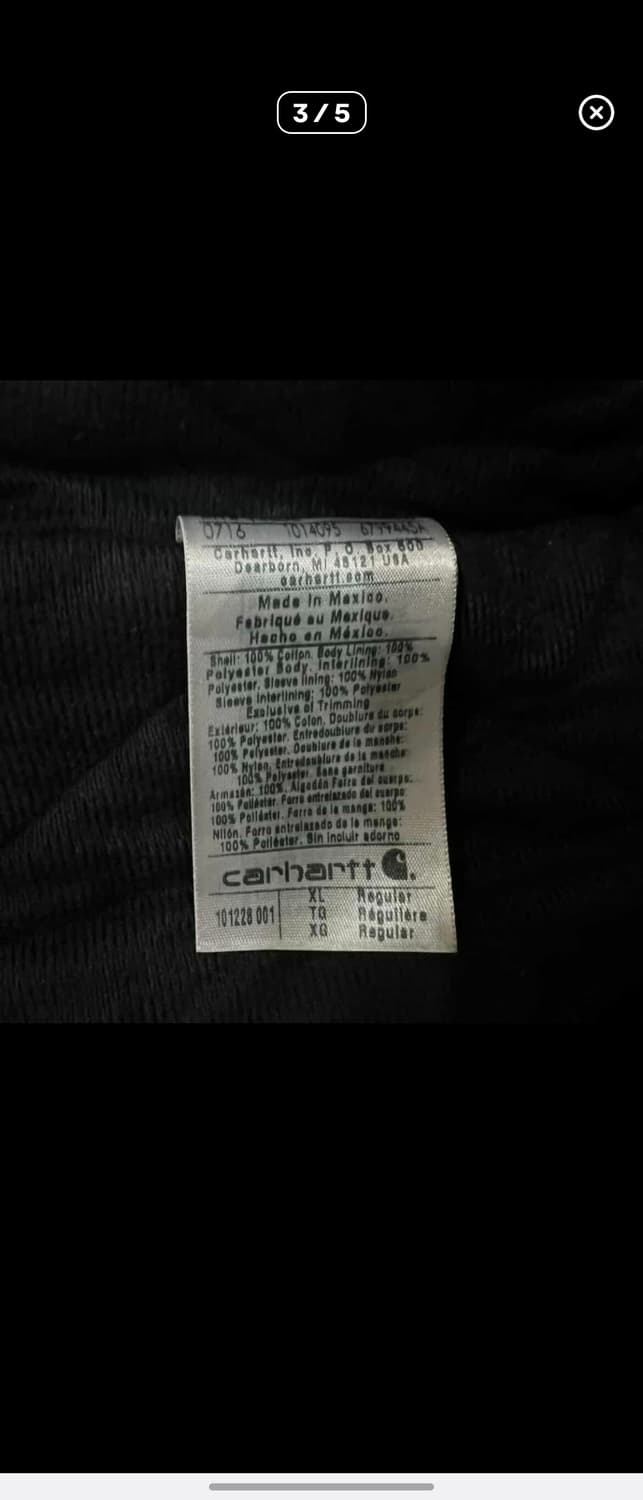 3/5
0716 1014095 679944SA
Carhartt, Inc, P. O. Box 600
Dearborn, MI 48121 USA
carhartt.com
Made In Mexico.
Fabriqué au Mexique.
Hecho en México.
Shell: 100% Cotton. Body Lining: 100%
Polyester Body. Interlining: 100%
Polyester. Sleeve lining: 100% Nylon
Sleeve Interlining: 100% Polyester
Exclusive of Trimming
Extérieur: 100% Coton, Doublure du corps:
100% Polyester. Entredoublure du corps:
100% Polyester. Doublure de la manche:
100% Nylon, Entredoublure de la manche
100% Polyester. Sans garniture
Armazón: 100%. Algodón Forro del cuerpo:
100% Poliéster. Forro entrelazado del cuerpo
100% Poliéster. Forro de la manga: 100%
Nilón. Forro entrelazado de la manga:
100% Poliéster. Sin incluir adorno
carhartt
XL Regular
101228 001 TG Régulière
XG Regular